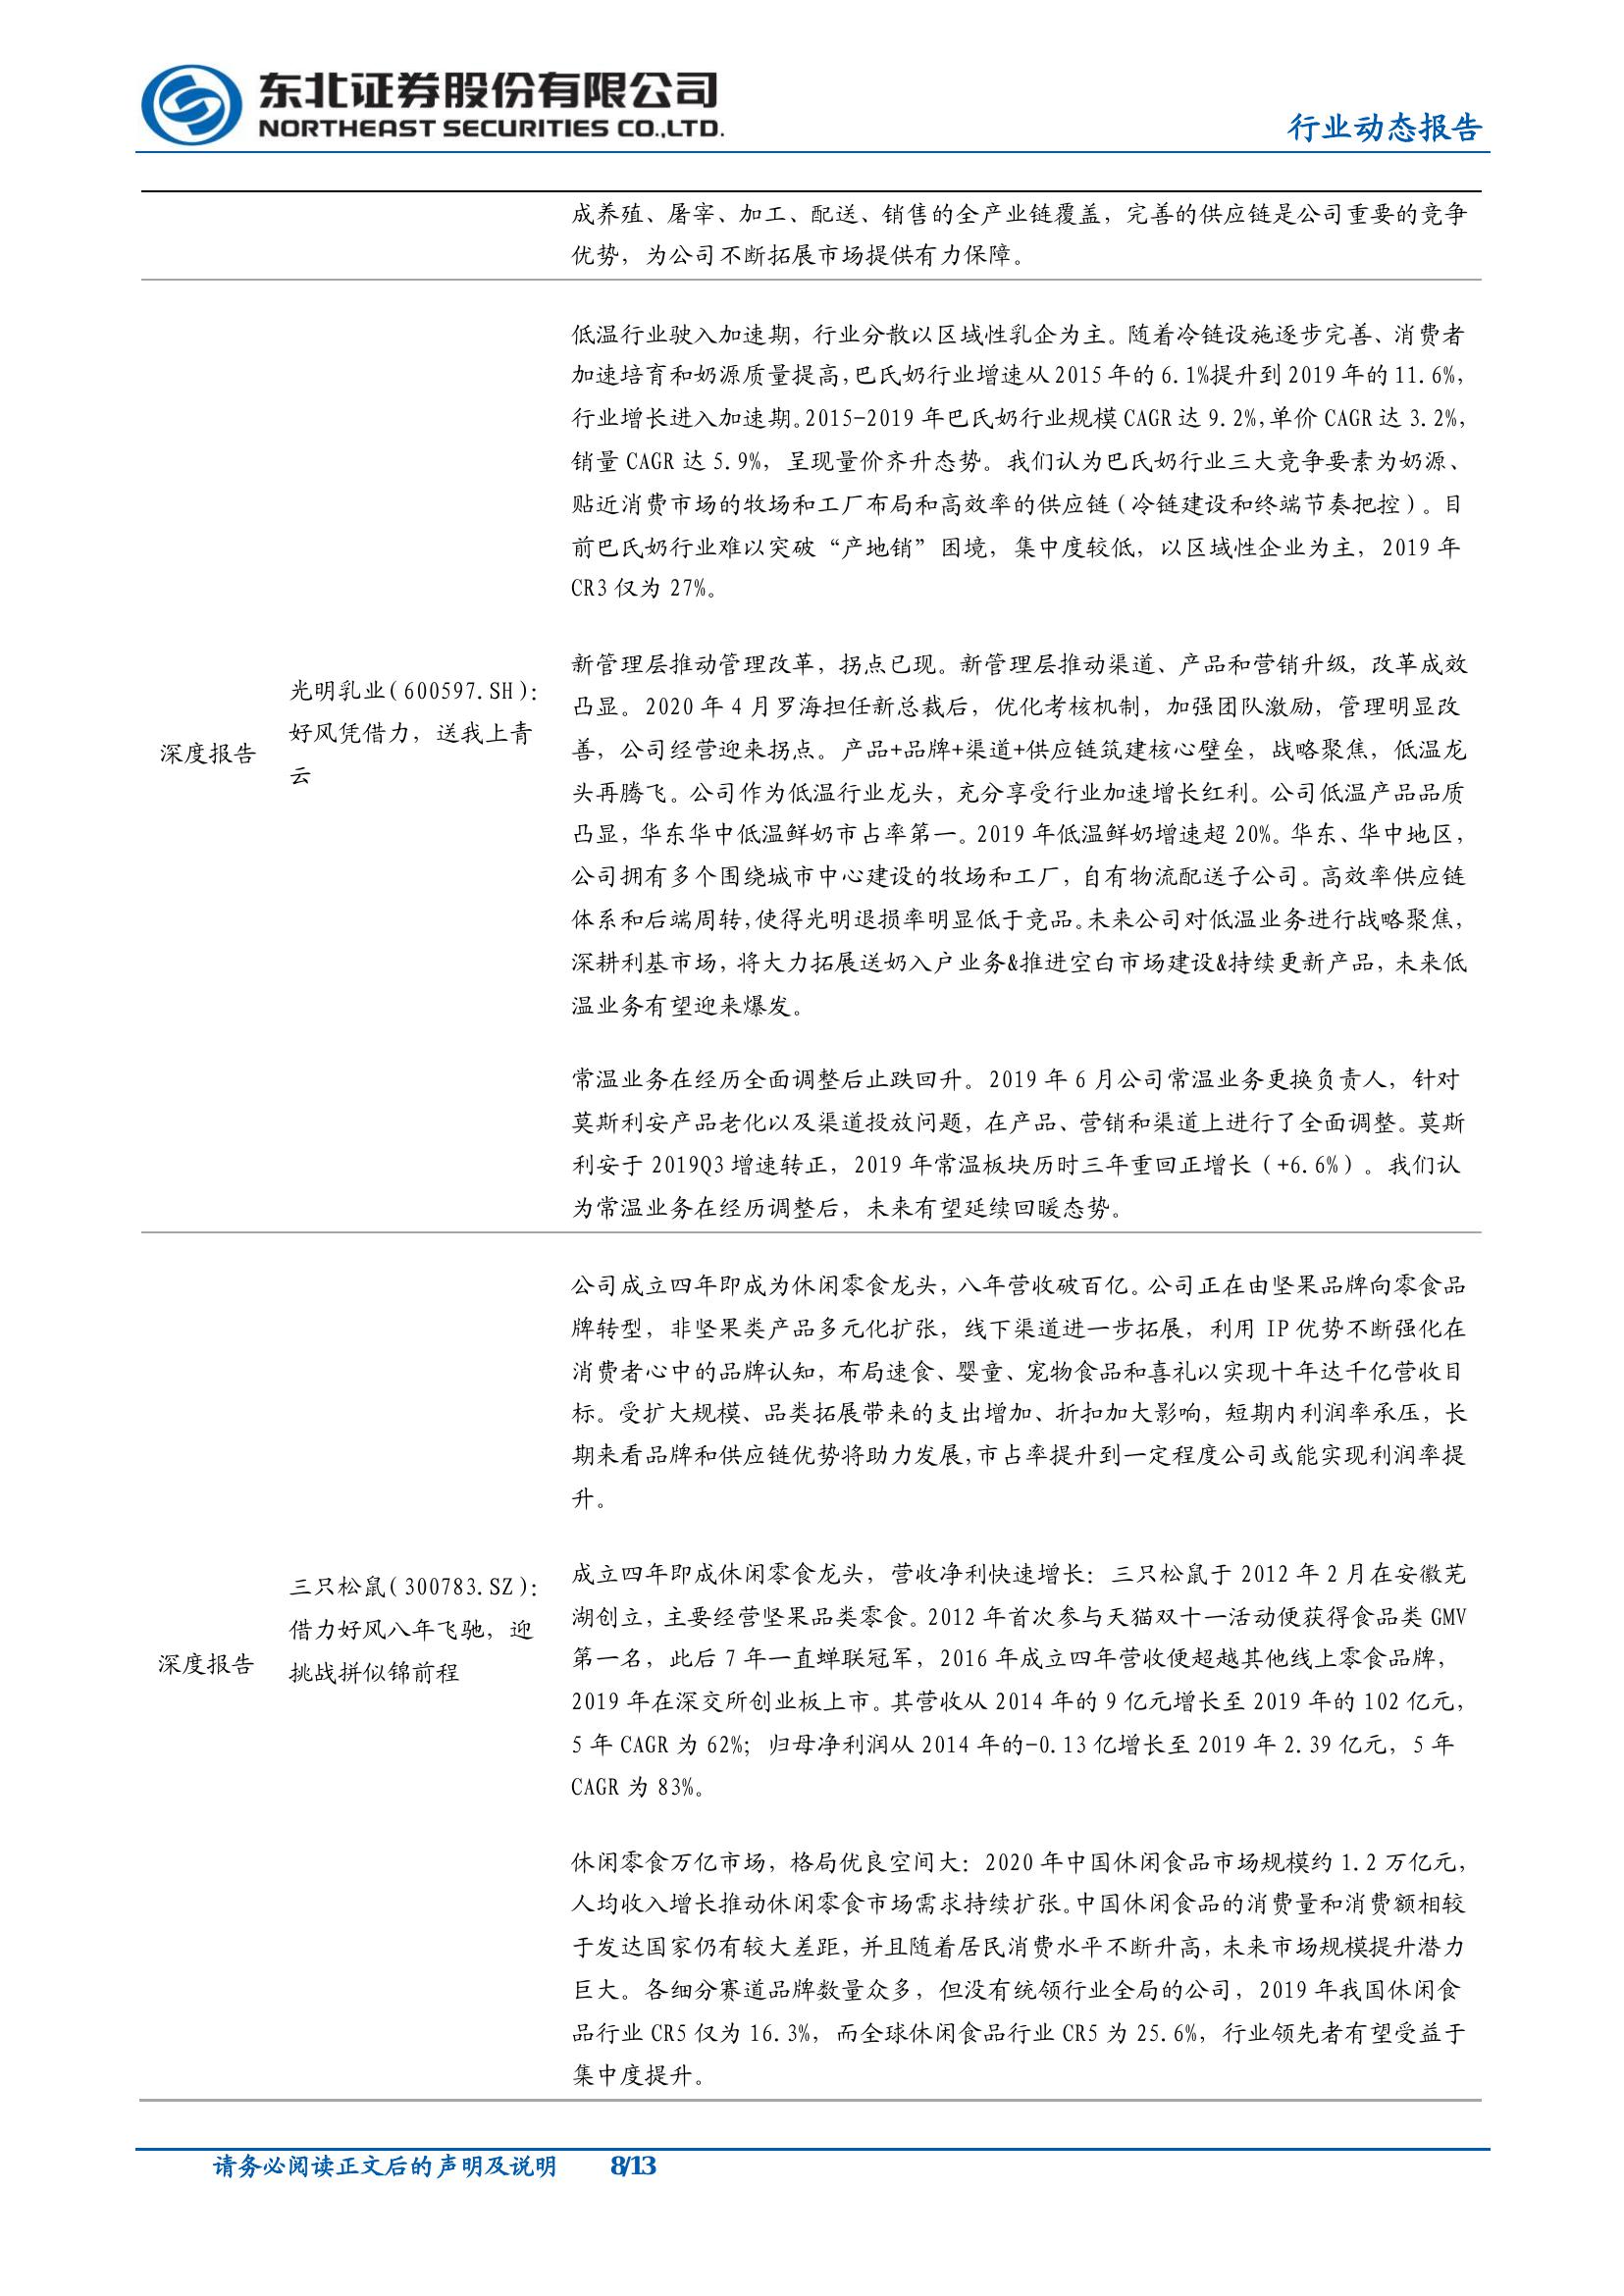 东北证券股份有限公司
NORTHEAST SECURITIES CO.,LTD.
行业动态报告
成养殖、屠宰、加工、配送、销售的全产业链覆盖，完善的供应链是公司重要的竞争
优势，为公司不断拓展市场提供有力保障。
深度报告
光明乳业(600597.SH)：
好风凭借力，送我上青
云
低温行业驶入加速期，行业分散以区域性乳企为主。随着冷链设施逐步完善、消费者
加速培育和奶源质量提高，巴氏奶行业增速从2015年的6.1%提升到2019年的11.6%，
行业增长进入加速期。2015-2019年巴氏奶行业规模CAGR达9.2%，单价CAGR达3.2%，
销量CAGR达5.9%，呈现量价齐升态势。我们认为巴氏奶行业三大竞争要素为奶源、
贴近消费市场的牧场和工厂布局和高效率的供应链(冷链建设和终端节奏把控)。目
前巴氏奶行业难以突破“产地销”困境，集中度较低，以区域性企业为主，2019年
CR3仅为27%。
新管理层推动管理改革，拐点已现。新管理层推动渠道、产品和营销升级，改革成效
凸显。2020年4月罗海担任新总裁后，优化考核机制，加强团队激励，管理明显改
善，公司经营迎来拐点。产品+品牌+渠道+供应链筑建核心壁垒，战略聚焦，低温龙
头再腾飞。公司作为低温行业龙头，充分享受行业加速增长红利。公司低温产品品质
凸显，华东华中低温鲜奶市占率第一。2019年低温鲜奶增速超20%。华东、华中地区，
公司拥有多个围绕城市中心建设的牧场和工厂，自有物流配送子公司。高效率供应链
体系和后端周转，使得光明退损率明显低于竞品。未来公司对低温业务进行战略聚焦，
深耕利基市场，将大力拓展送奶入户业务&推进空白市场建设&持续更新产品，未来低
温业务有望迎来爆发。
常温业务在经历全面调整后止跌回升。2019年6月公司常温业务更换负责人，针对
莫斯利安产品老化以及渠道投放问题，在产品、营销和渠道上进行了全面调整。莫斯
利安于2019Q3增速转正，2019年常温板块历时三年重回正增长（+6.6%）。我们认
为常温业务在经历调整后，未来有望延续回暖态势。
深度报告
三只松鼠(300783.SZ)：
借力好风八年飞驰，迎
挑战拼似锦前程
公司成立四年即成为休闲零食龙头，八年营收破百亿。公司正在由坚果品牌向零食品
牌转型，非坚果类产品多元化扩张，线下渠道进一步拓展，利用IP优势不断强化在
消费者心中的品牌认知，布局速食、婴童、宠物食品和喜礼以实现十年达千亿营收目
标。受扩大规模、品类拓展带来的支出增加、折扣加大影响，短期内利润率承压，长
期来看品牌和供应链优势将助力发展，市占率提升到一定程度公司或能实现利润率提
升。
成立四年即成休闲零食龙头，营收净利快速增长：三只松鼠于2012年2月在安徽芜
湖创立，主要经营坚果品类零食。2012年首次参与天猫双十一活动便获得食品类GMV
第一名，此后7年一直蝉联冠军，2016年成立四年营收便超越其他线上零食品牌，
2019年在深交所创业板上市。其营收从2014年的9亿元增长至2019年的102亿元，
5年CAGR为62%；归母净利润从2014年的-0.13亿增长至2019年2.39亿元，5年
CAGR为83%。
休闲零食万亿市场，格局优良空间大：2020年中国休闲食品市场规模约1.2万亿元，
人均收入增长推动休闲零食市场需求持续扩张。中国休闲食品的消费量和消费额相较
于发达国家仍有较大差距，并且随着居民消费水平不断升高，未来市场规模提升潜力
巨大。各细分赛道品牌数量众多，但没有统领行业全局的公司，2019年我国休闲食
品行业CR5仅为16.3%，而全球休闲食品行业CR5为25.6%，行业领先者有望受益于
集中度提升。
请务必阅读正文后的声明及说明 8/13